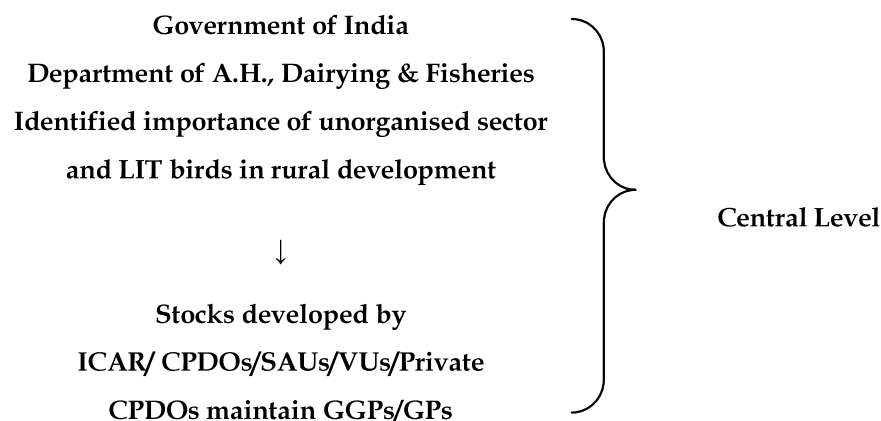 Government of India
Department of A.H., Dairying & Fisheries
Identified importance of unorganised sector
and LIT birds in rural development
Central Level
↓
Stocks developed by
ICAR/ CPDOs/SAUs/VUs/Private
CPDOs maintain GGPs/GPs